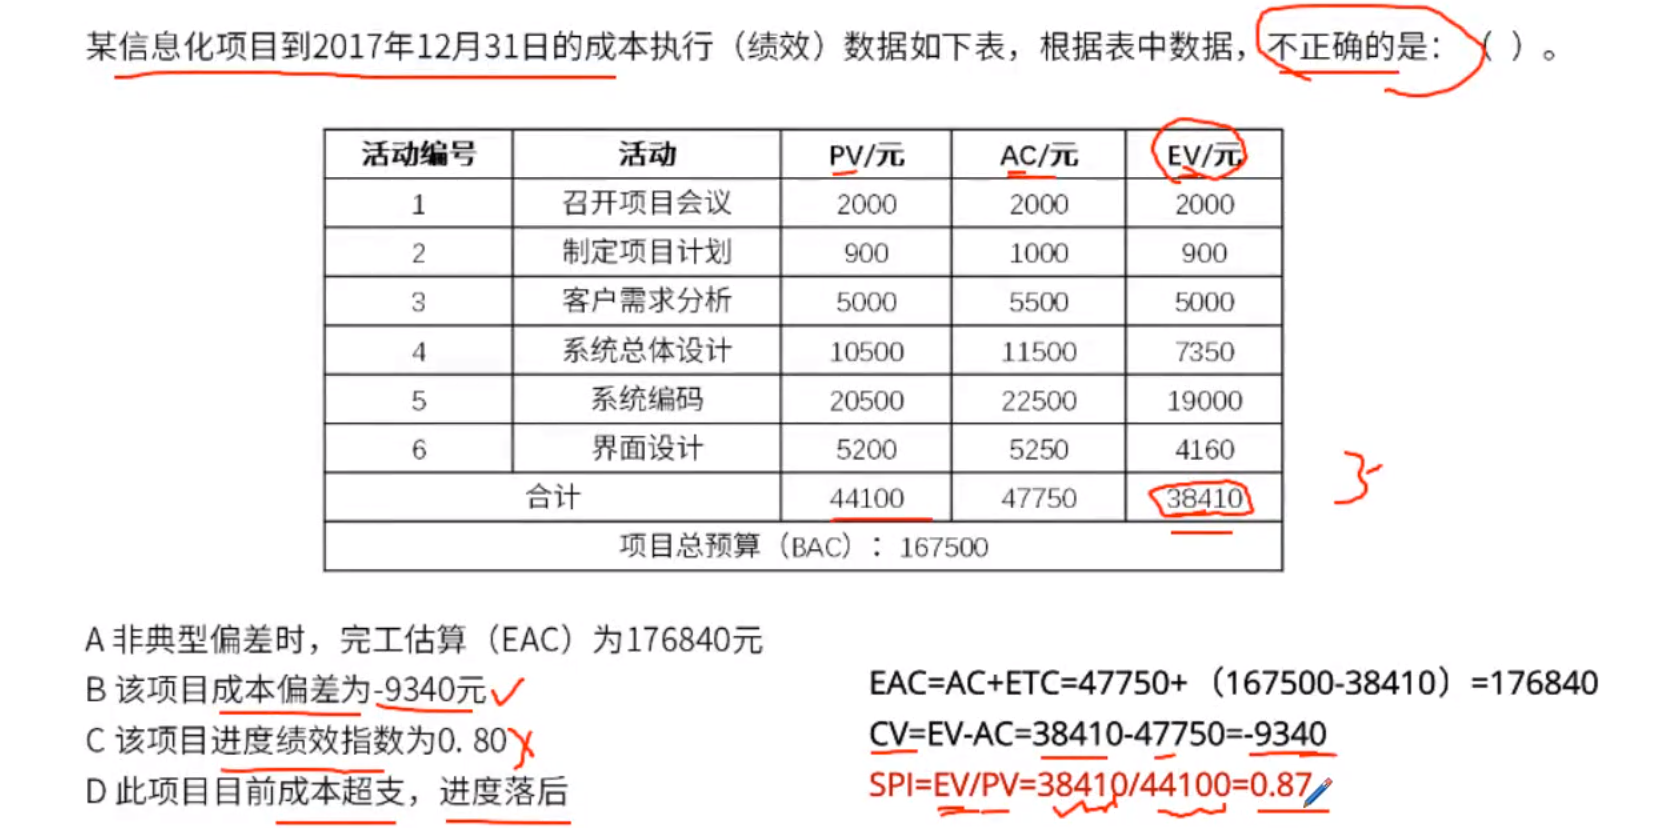 某信息化项目到2017年12月31日的成本执行（绩效）数据如下表，根据表中数据，不正确的是：（ ）。
活动编号 活动 PV/元 AC/元 EV/元
1 召开项目会议 2000 2000 2000
2 制定项目计划 900 1000 900
3 客户需求分析 5000 5500 5000
4 系统总体设计 10500 11500 7350
5 系统编码 20500 22500 19000
6 界面设计 5200 5250 4160
合计 44100 47750 38410
项目总预算（BAC）：167500
A 非典型偏差时，完工估算（EAC）为176840元
B 该项目成本偏差为-9340元
C 该项目进度绩效指数为0.80
D 此项目目前成本超支，进度落后
EAC=AC+ETC=47750+（167500-38410）=176840
CV=EV-AC=38410-47750=-9340
SPI=EV/PV=38410/44100=0.87